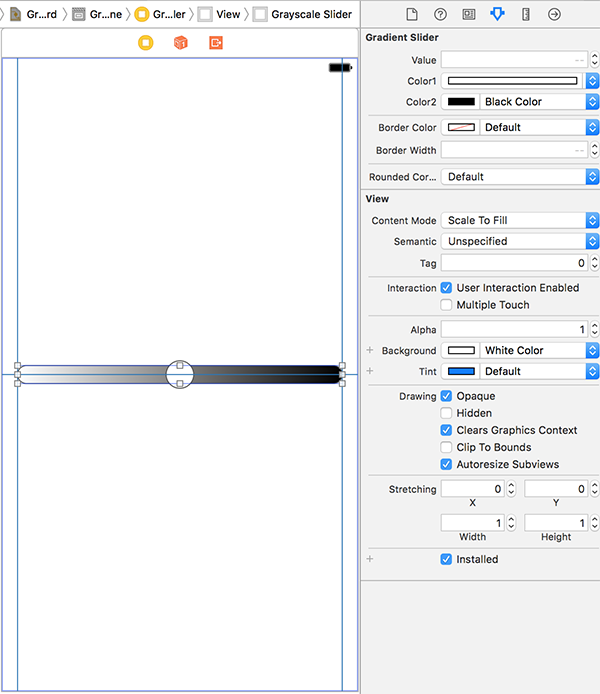 Gr...rd
Gr...ne
Gr...ler
View
Grayscale Slider
Gradient Slider
Value
--
Color1
Color2
Black Color
Border Color
Default
Border Width
--
Rounded Cor...
Default
View
Content Mode
Scale To Fill
Semantic
Unspecified
Tag
0
Interaction
User Interaction Enabled
Multiple Touch
Alpha
1
+ Background
White Color
+ Tint
Default
Drawing
Opaque
Hidden
Clears Graphics Context
Clip To Bounds
Autoresize Subviews
Stretching
0
0
X
Y
1
1
Width
Height
+
Installed